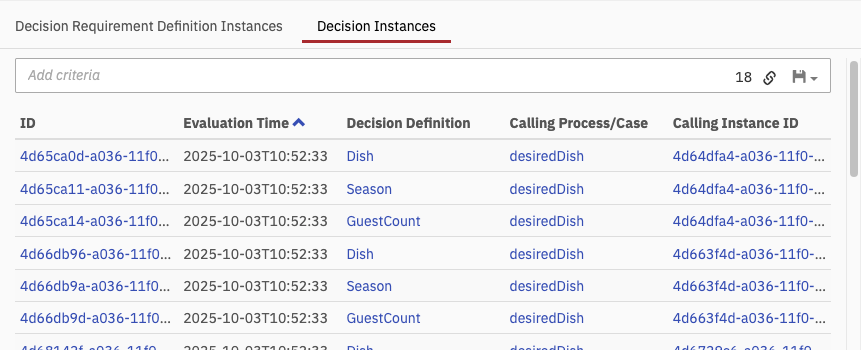 Decision Requirement Definition Instances Decision Instances
Add criteria 18
ID Evaluation Time Decision Definition Calling Process/Case Calling Instance ID
4d65ca0d-a036-11f0... 2025-10-03T10:52:33 Dish desiredDish 4d64dfa4-a036-11f0-...
4d65ca11-a036-11f0... 2025-10-03T10:52:33 Season desiredDish 4d64dfa4-a036-11f0-...
4d65ca14-a036-11f0... 2025-10-03T10:52:33 GuestCount desiredDish 4d64dfa4-a036-11f0-...
4d66db96-a036-11f0... 2025-10-03T10:52:33 Dish desiredDish 4d663f4d-a036-11f0-...
4d66db9a-a036-11f0... 2025-10-03T10:52:33 Season desiredDish 4d663f4d-a036-11f0-...
4d66db9d-a036-11f0... 2025-10-03T10:52:33 GuestCount desiredDish 4d663f4d-a036-11f0-...
2025-10-03T10:52:33 Dish desiredDish